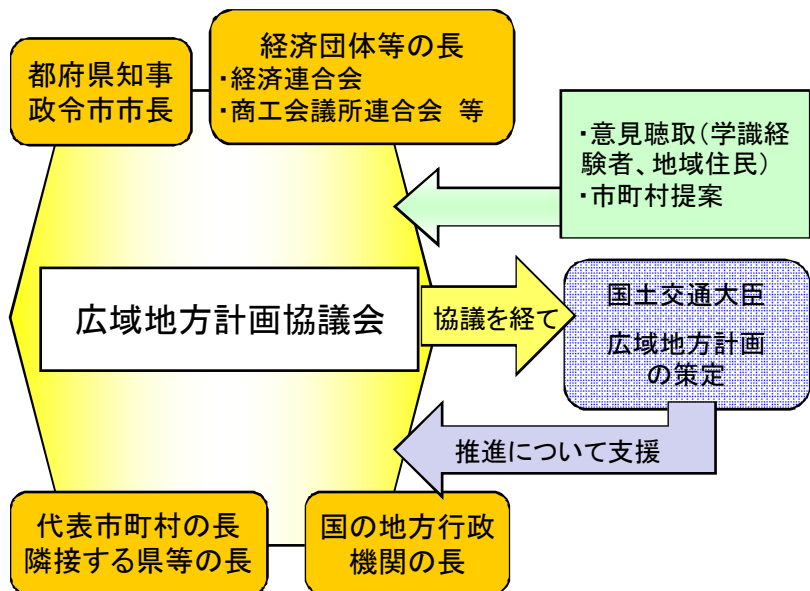 都府県知事
政令市市長
経済団体等の長
・経済連合会
・商工会議所連合会 等
・意見聴取(学識経
験者、地域住民)
・市町村提案
広域地方計画協議会
協議を経て
国土交通大臣
広域地方計画
の策定
推進について支援
代表市町村の長
隣接する県等の長
国の地方行政
機関の長